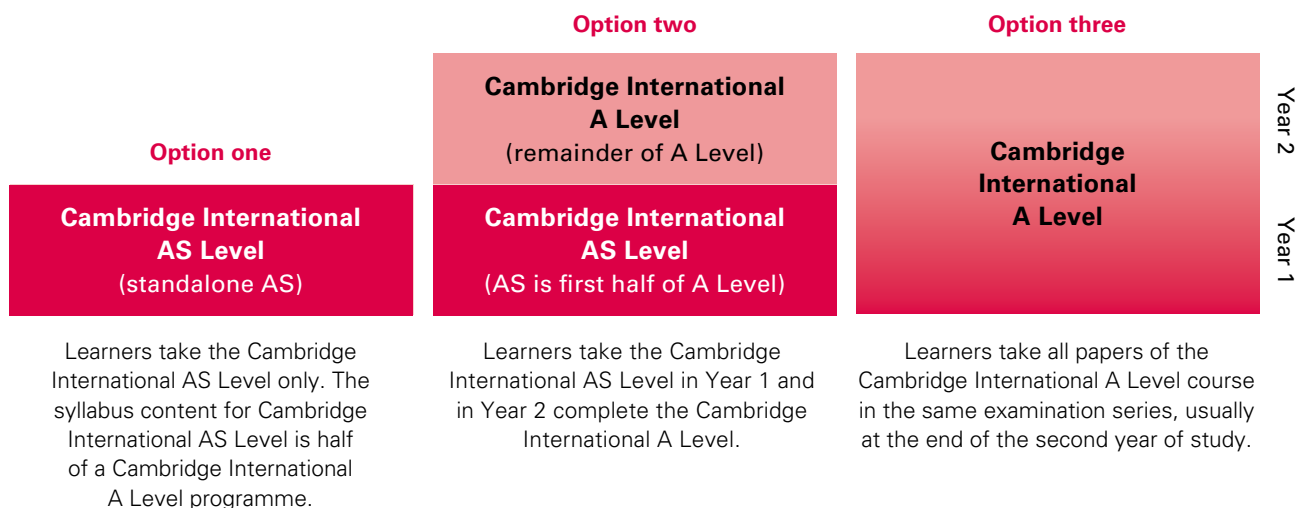 Option one
Cambridge International
AS Level
(standalone AS)
Learners take the Cambridge
International AS Level only. The
syllabus content for Cambridge
International AS Level is half
of a Cambridge International
A Level programme.
Option two
Cambridge International
A Level
(remainder of A Level)
Cambridge International
AS Level
(AS is first half of A Level)
Learners take the Cambridge
International AS Level in Year 1 and
in Year 2 complete the Cambridge
International A Level.
Option three
Cambridge
International
A Level
Learners take all papers of the
Cambridge International A Level course
in the same examination series, usually
at the end of the second year of study.
Year 2
Year 1